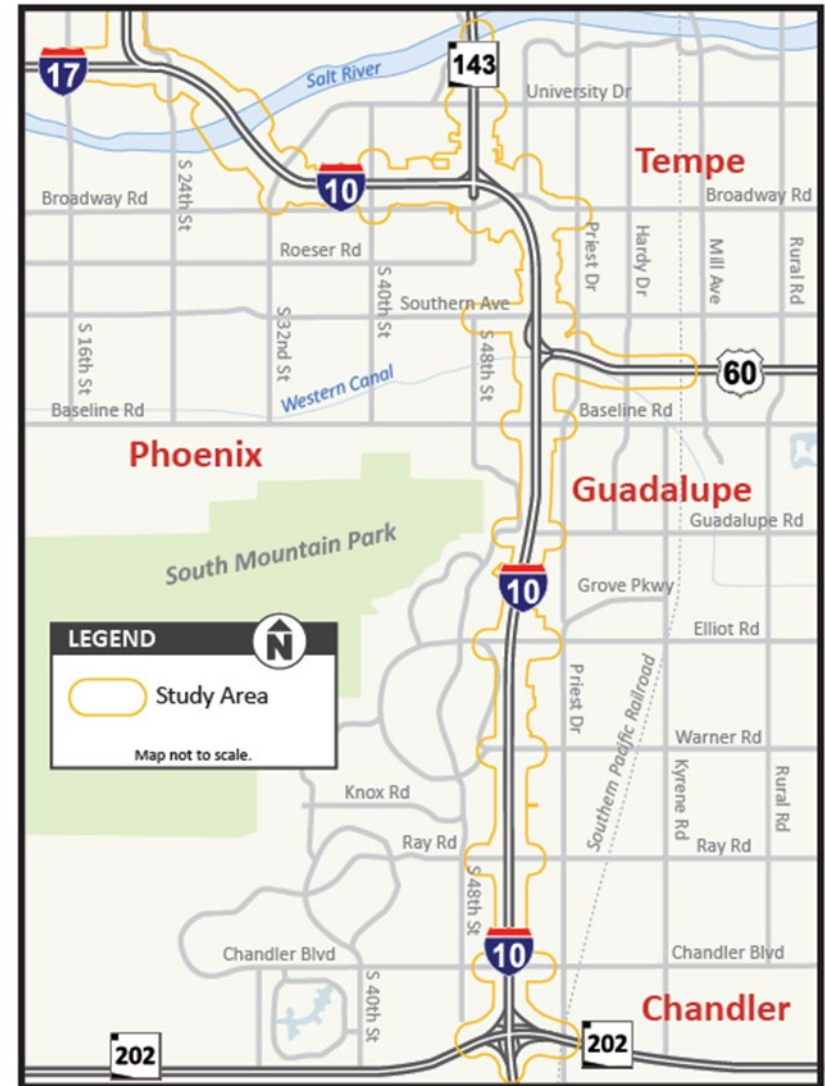 143
17
Salt River
University Dr
Tempe
10
S 24th St
Broadway Rd
Broadway Rd
Priest Dr
Hardy Dr
Mill Ave
Rural Rd
Roeser Rd
S 40th St
Southern Ave
S 16th St
S32nd St
S 48th St
Western Canal
60
Baseline Rd
Baseline Rd
Phoenix
Guadalupe
Guadalupe Rd
South Mountain Park
10
Grove Pkwy
LEGEND
N
Elliot Rd
Study Area
Priest Dr
Southern Pacific Railroad
Map not to scale.
Warner Rd
Knox Rd
Kyrene Rd
Rural Rd
Ray Rd
Ray Rd
S 48th St
10
Chandler Blvd
Chandler Blvd
S 40th St
Chandler
202
202